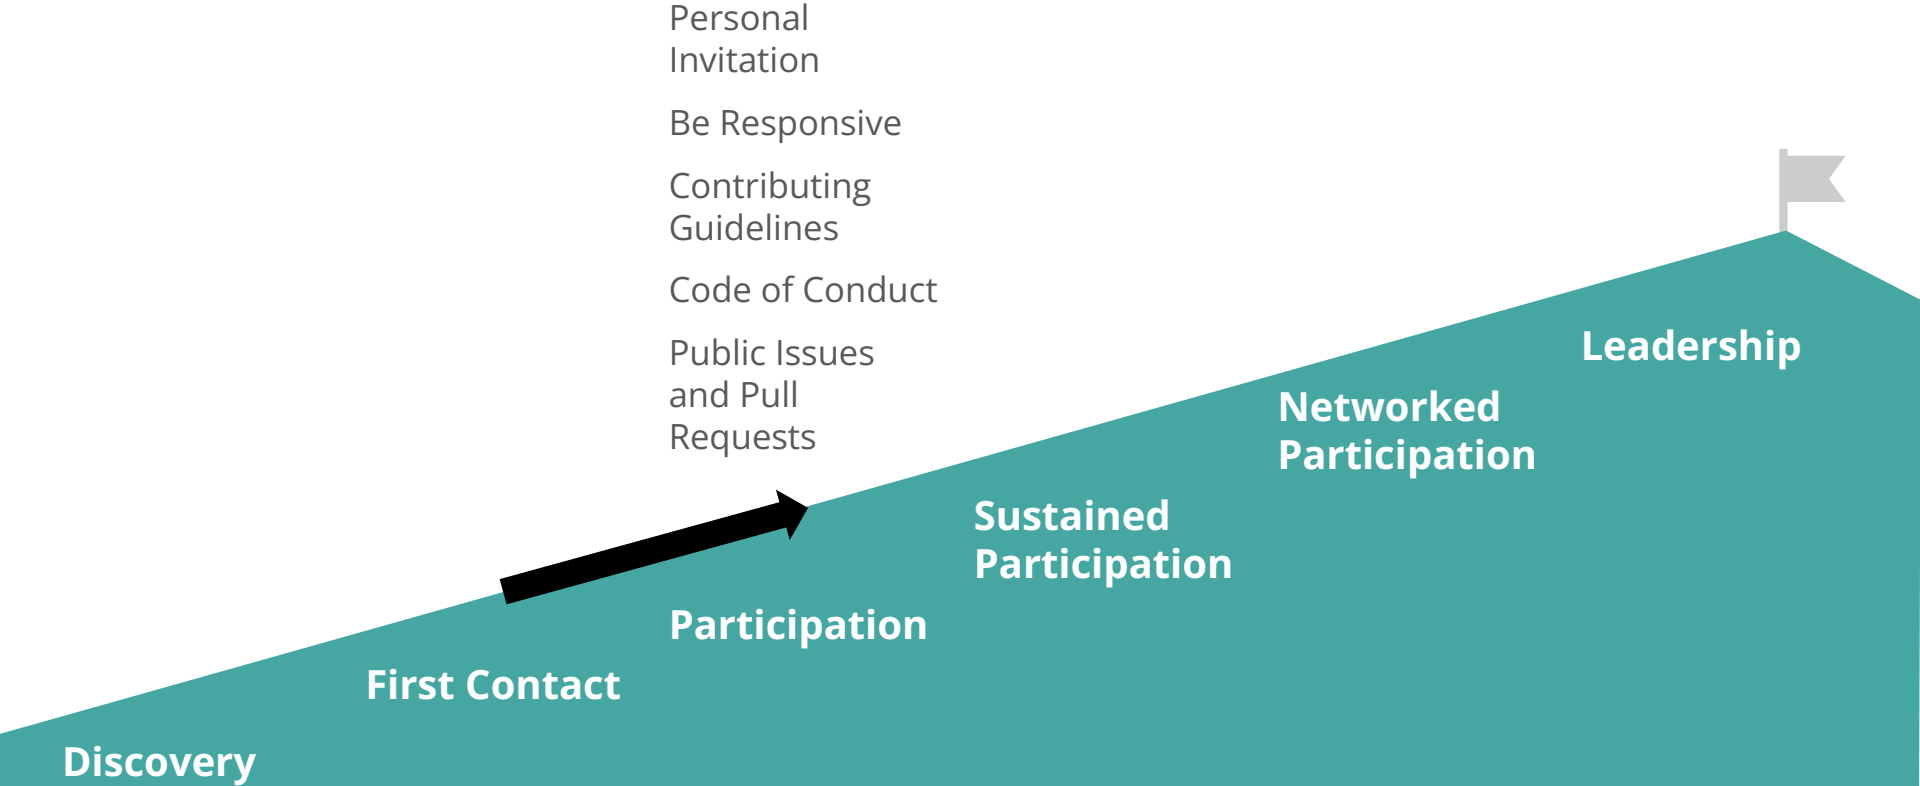 Personal
Invitation
Be Responsive
Contributing
Guidelines
Code of Conduct
Public Issues
and Pull
Requests
Leadership
Networked
Participation
Sustained
Participation
Participation
First Contact
Discovery